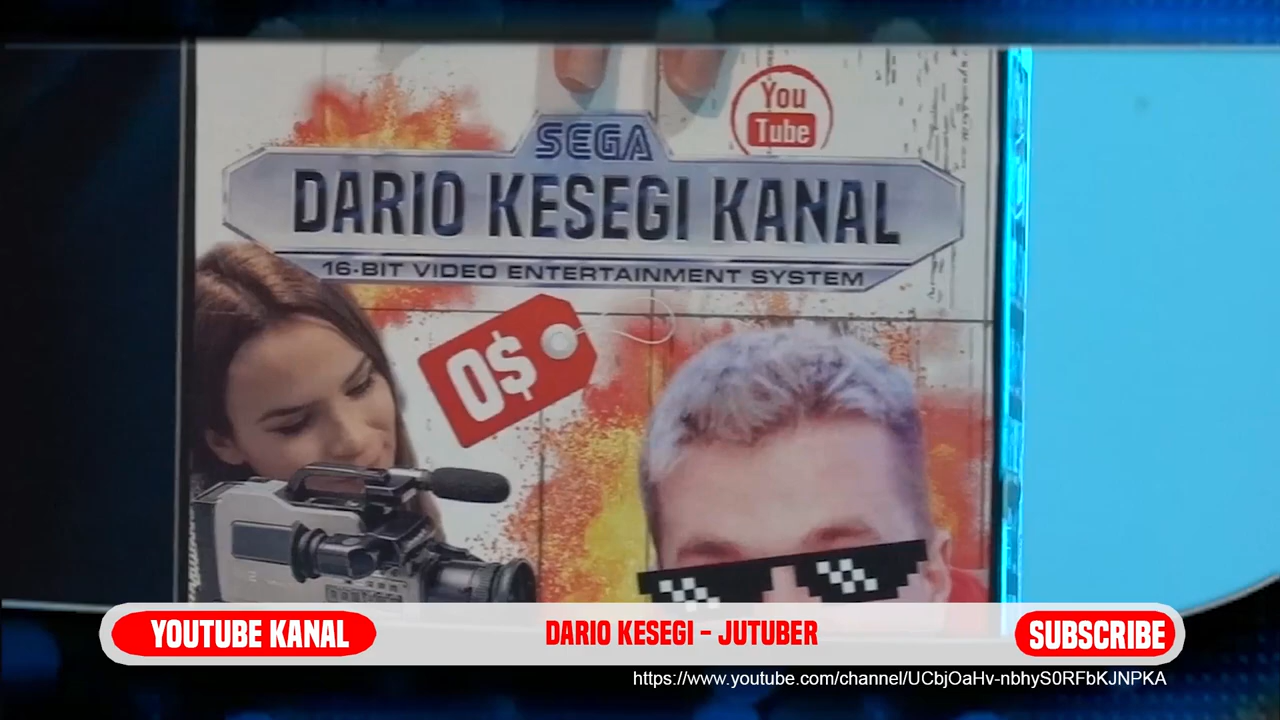 You
Tube
SEGA
DARIO KESEGI KANAL
16-BIT VIDEO ENTERTAINMENT SYSTEM
0$
YOUTUBE KANAL
DARIO KESEGI - JUTUBER
SUBSCRIBE
https://www.youtube.com/channel/UCbjOaHv-nbhyS0RFbKJNPKA